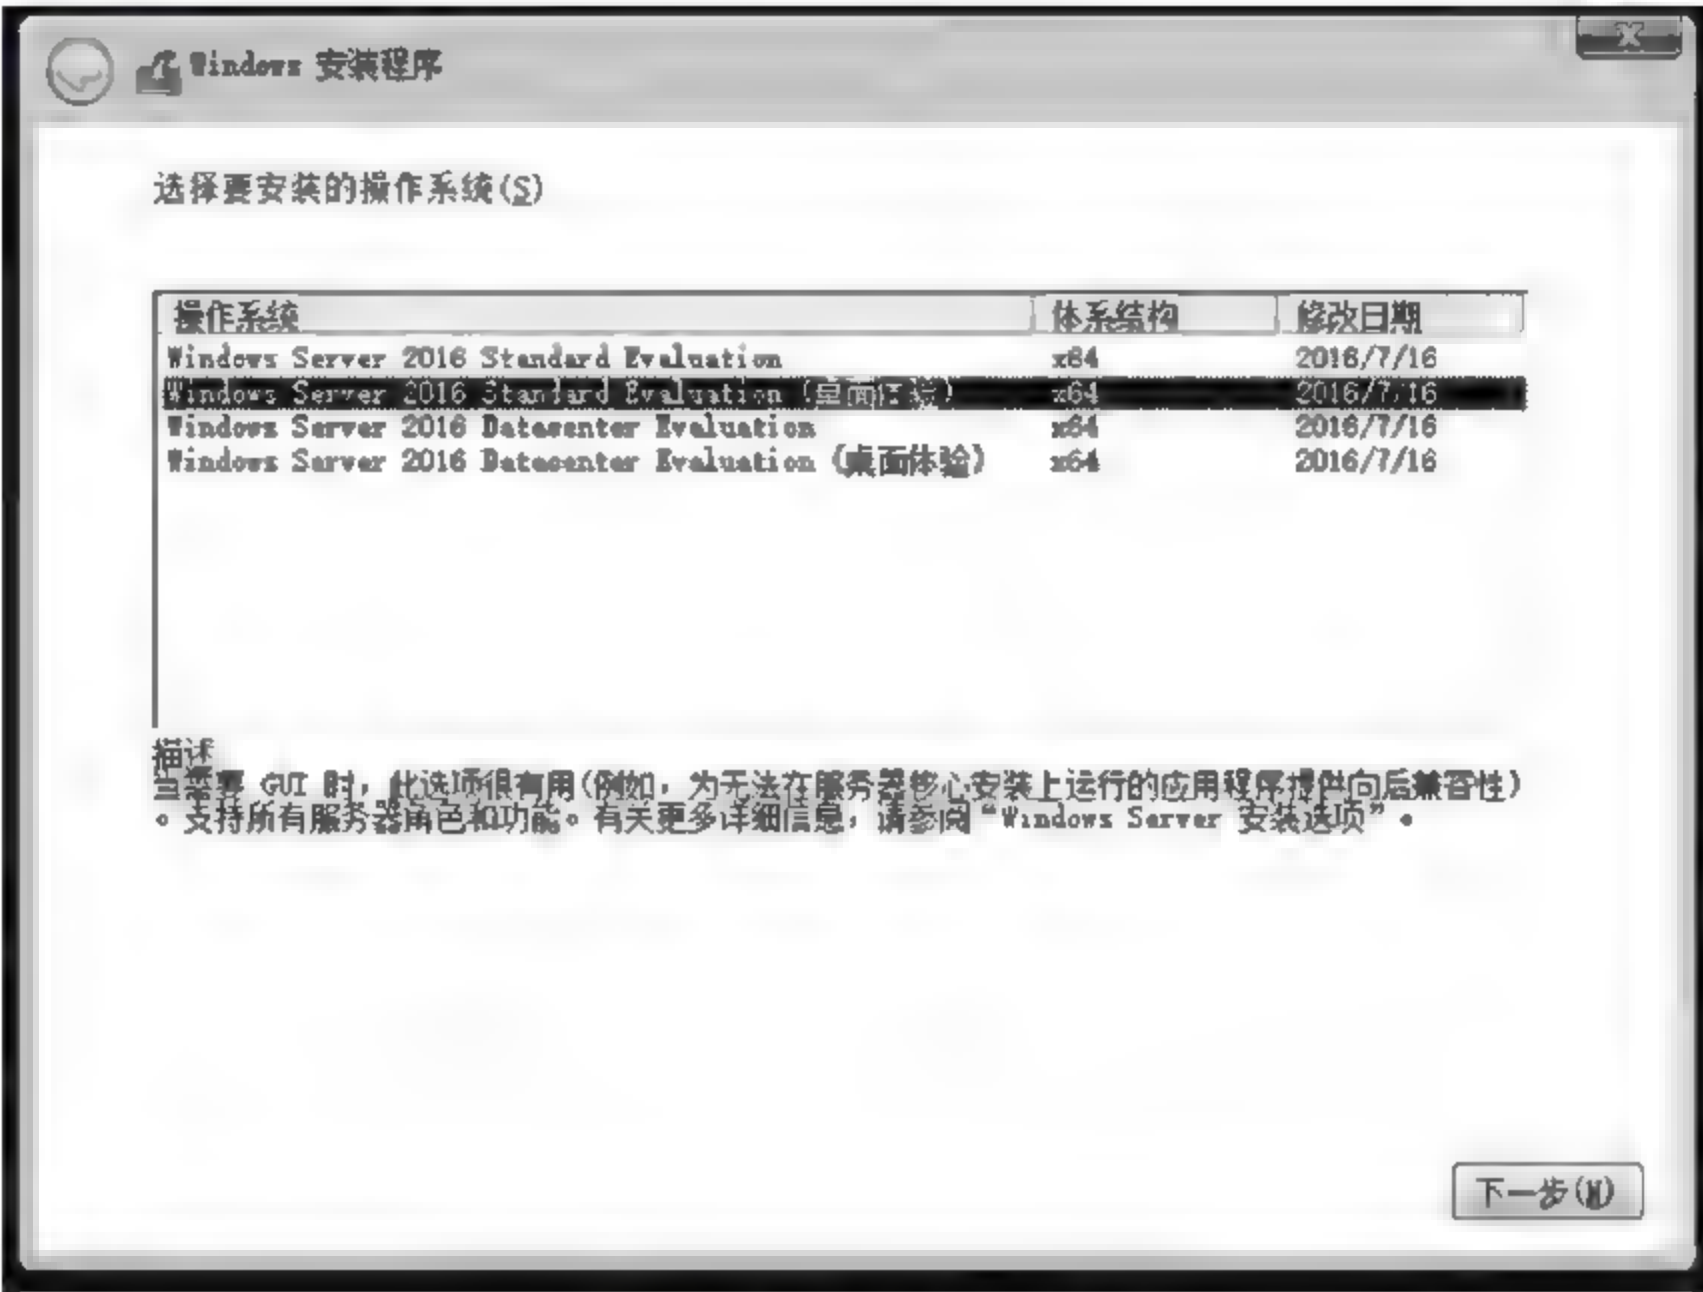 Windows 安装程序
选择要安装的操作系统(S)
操作系统 体系结构 修改日期
Windows Server 2016 Standard Evaluation x64 2016/7/16
Windows Server 2016 Standard Evaluation (桌面体验) x64 2016/7/16
Windows Server 2016 Datacenter Evaluation x64 2016/7/16
Windows Server 2016 Datacenter Evaluation (桌面体验) x64 2016/7/16
描述
当需要 GUI 时，此选项很有用(例如，为无法在服务器核心安装上运行的应用程序提供向后兼容性)
。支持所有服务器角色和功能。有关更多详细信息，请参阅“Windows Server 安装选项”。
下一步(N)